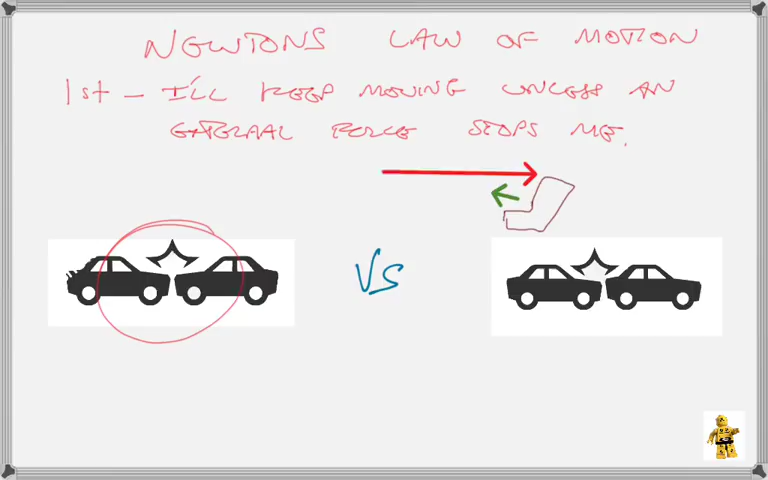 NEWTONS LAW OF MOTION
1st - I'LL KEEP MOVING UNLESS AN
EXTERNAL FORCE STOPS ME.
VS